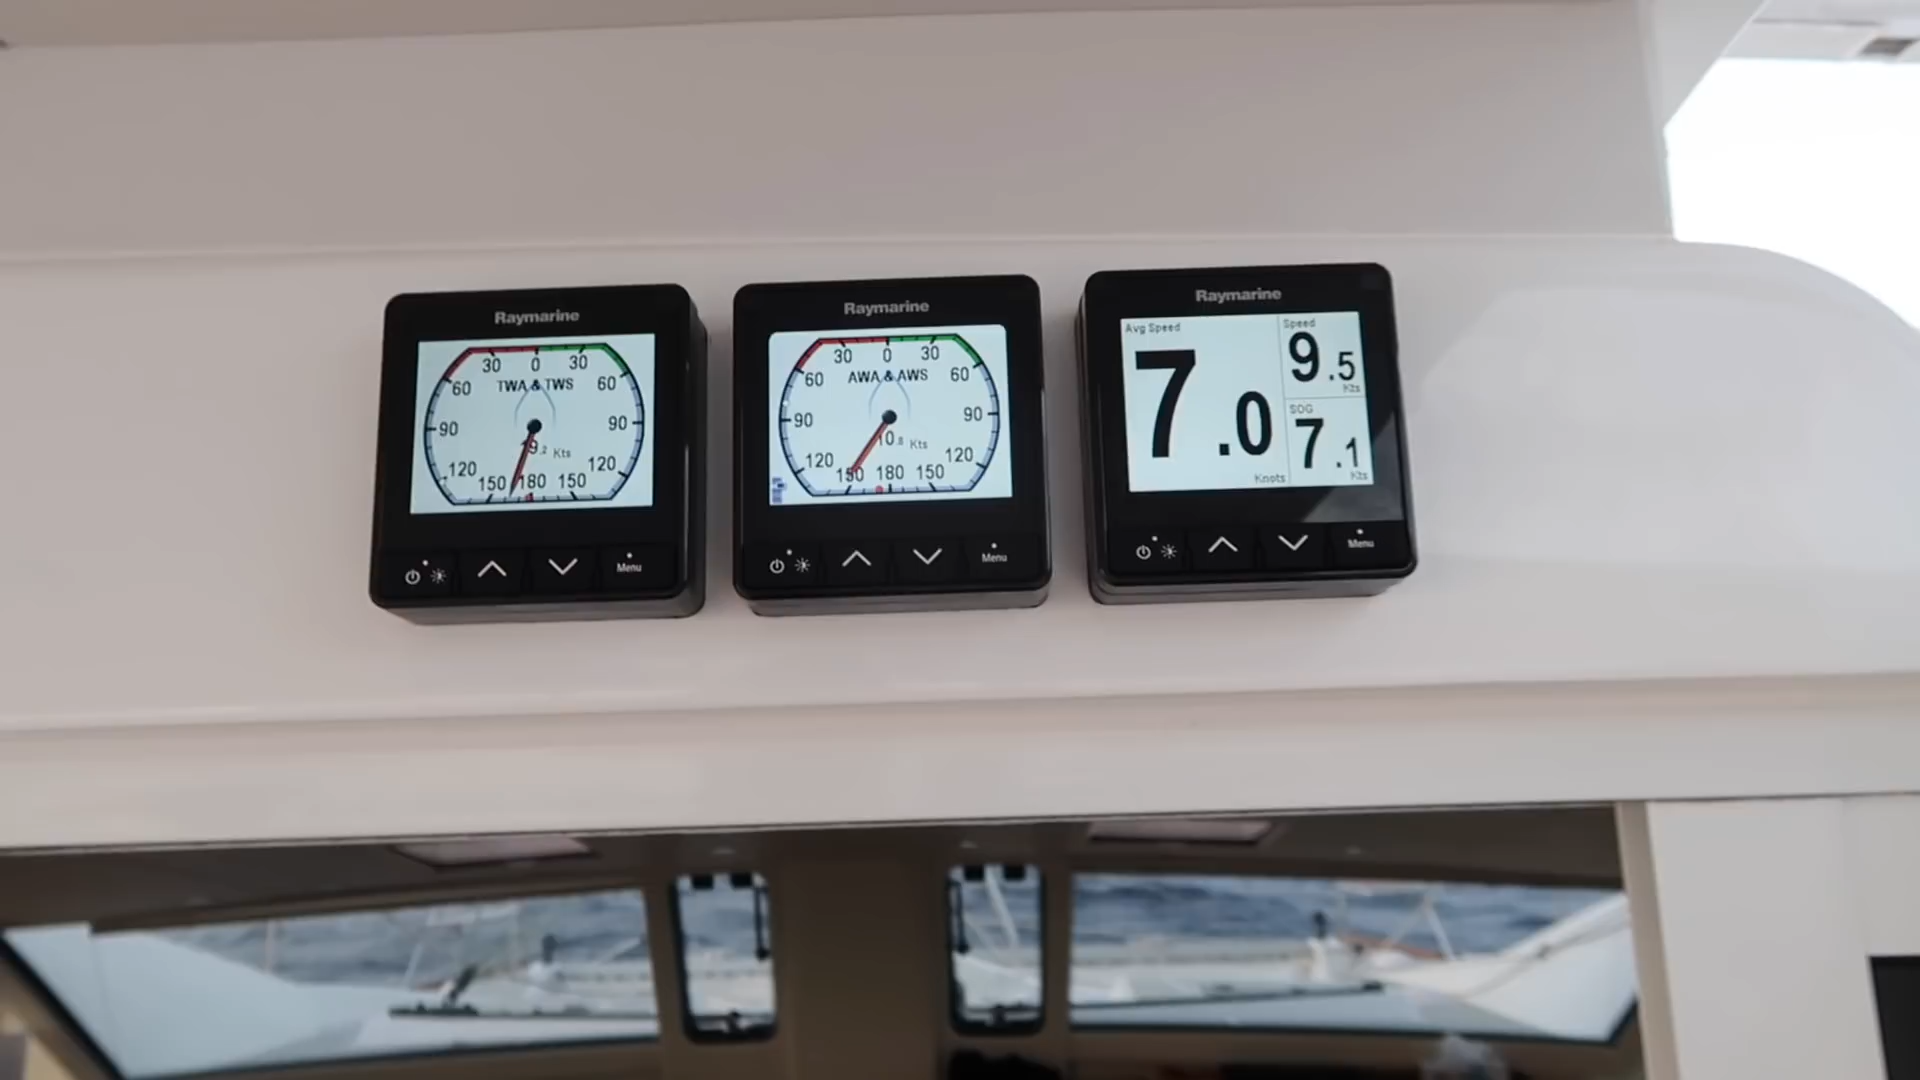 Raymarine
30 0 30
60 TWA & TWS 60
90 90
9.2 Kts
120 120
150 180 150
Menu
Raymarine
30 0 30
60 AWA & AWS 60
90 90
10.8 Kts
120 120
150 180 150
Menu
Raymarine
Avg Speed
7.0
Knots
Speed
9.5
Kts
SOG
7.1
Kts
Menu